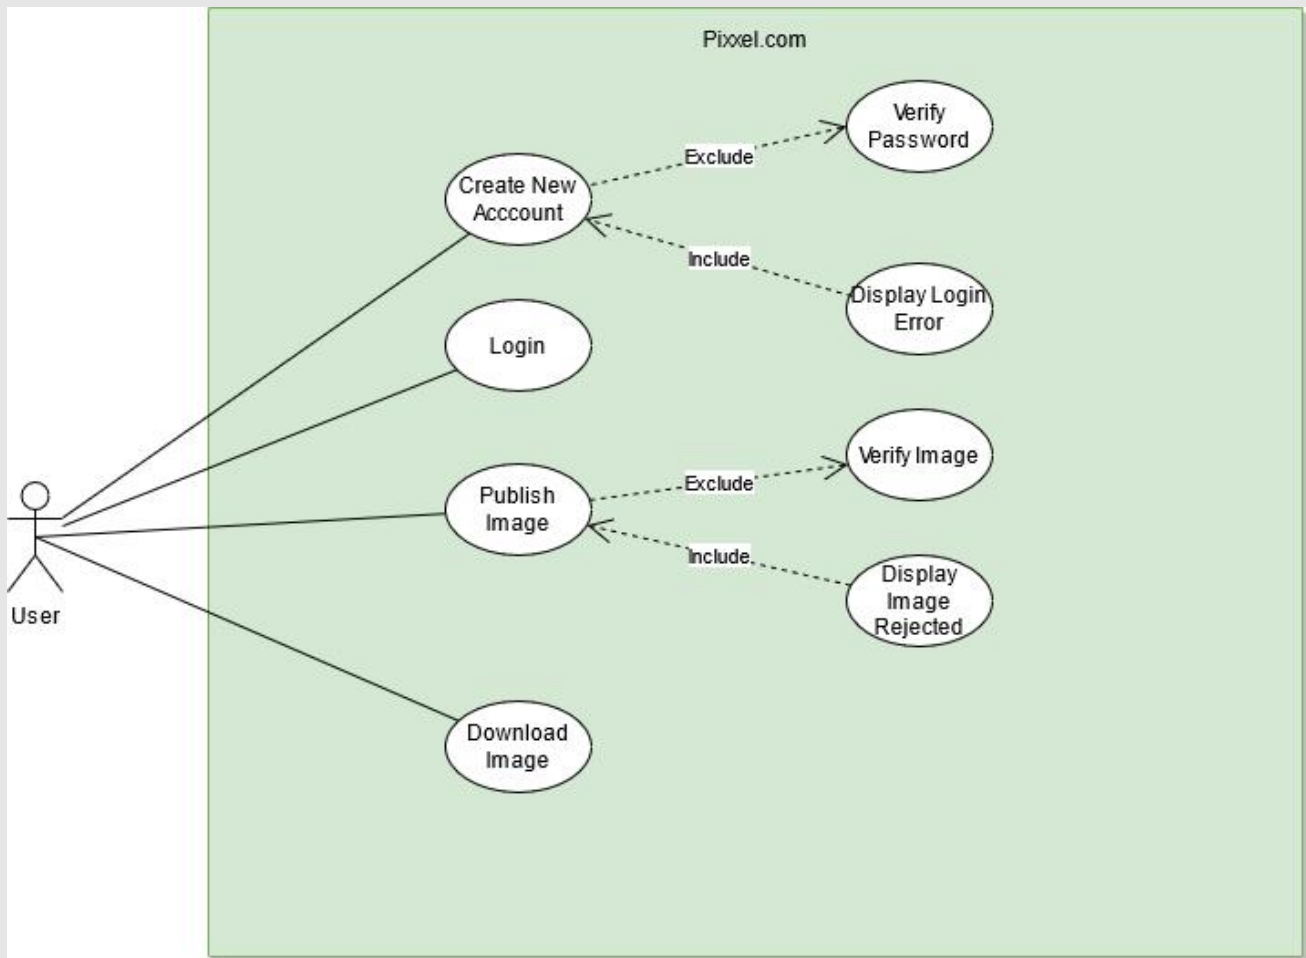 Pixxel.com
Verify
Password
Exclude
Create New
Acccount
Include
Display Login
Error
Login
Verify Image
Exclude
Publish
Image
Include
Display
Image
Rejected
User
Download
Image